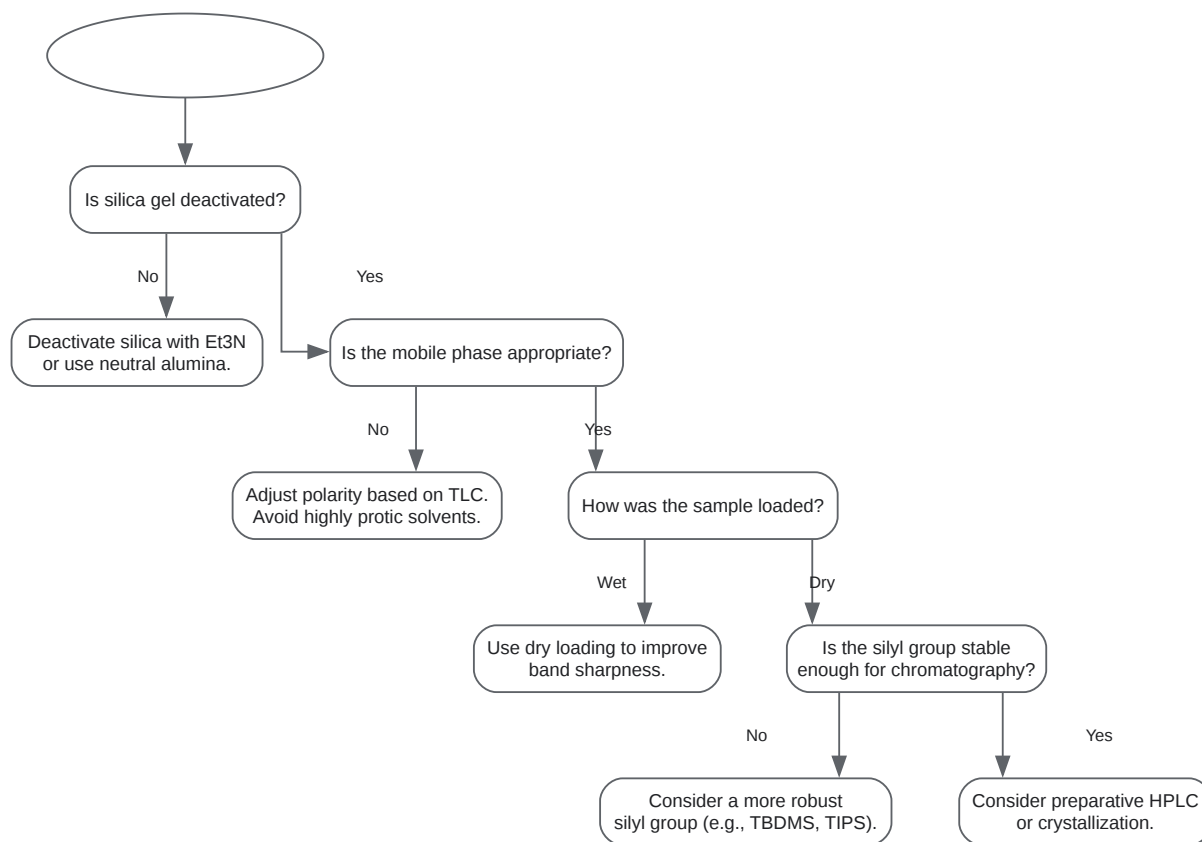 Is silica gel deactivated?
No
Yes
Deactivate silica with Et3N
or use neutral alumina.
Is the mobile phase appropriate?
No
Yes
Adjust polarity based on TLC.
Avoid highly protic solvents.
How was the sample loaded?
Wet
Dry
Use dry loading to improve
band sharpness.
Is the silyl group stable
enough for chromatography?
No
Yes
Consider a more robust
silyl group (e.g., TBDMS, TIPS).
Consider preparative HPLC
or crystallization.